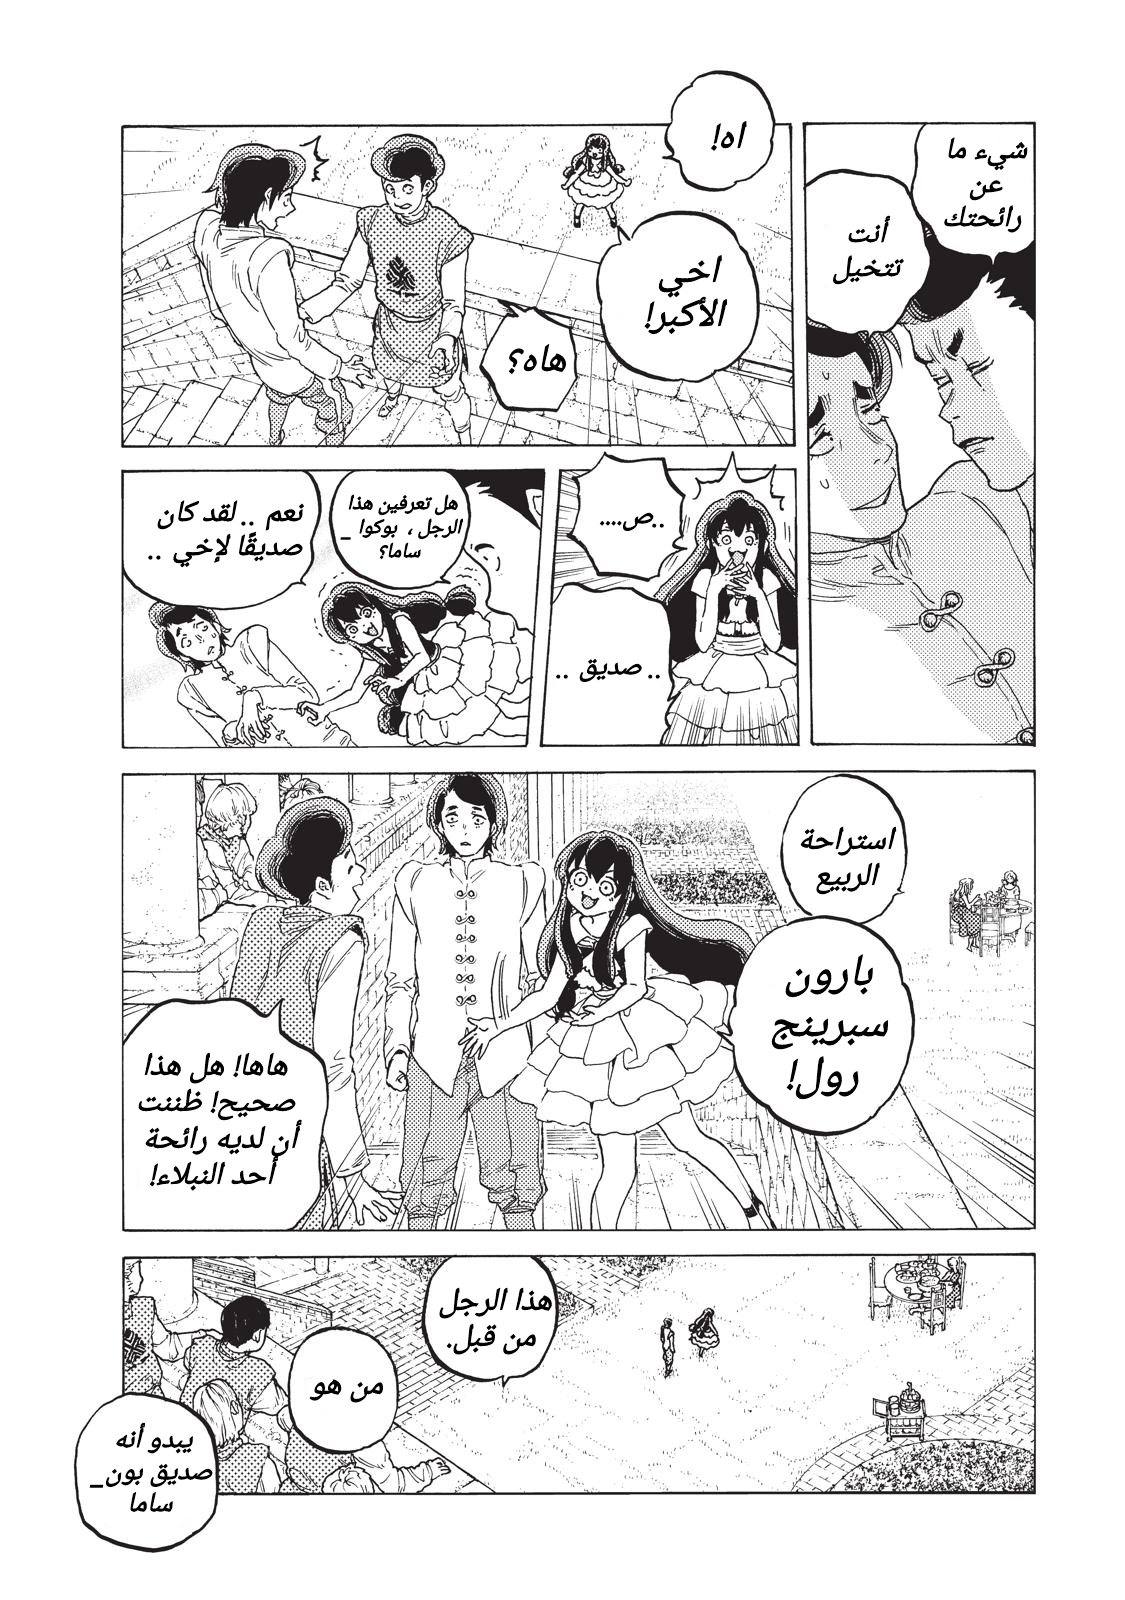 شيء ما
عن
رائحتك
أنت
تتخيل
اه!
اخي
الأكبر!
هاه؟
..ص....
.. صديق ..
هل تعرفين هذا
الرجل ، بوكوا _
ساما؟
نعم .. لقد كان
صديقًا لإخي ..
استراحة
الربيع
بارون
سبرينج
رول!
هاها! هل هذا
صحيح! ظننت
أن لديه رائحة
أحد النبلاء!
هذا الرجل
من قبل.
من هو
يبدو أنه
صديق بون_
ساما